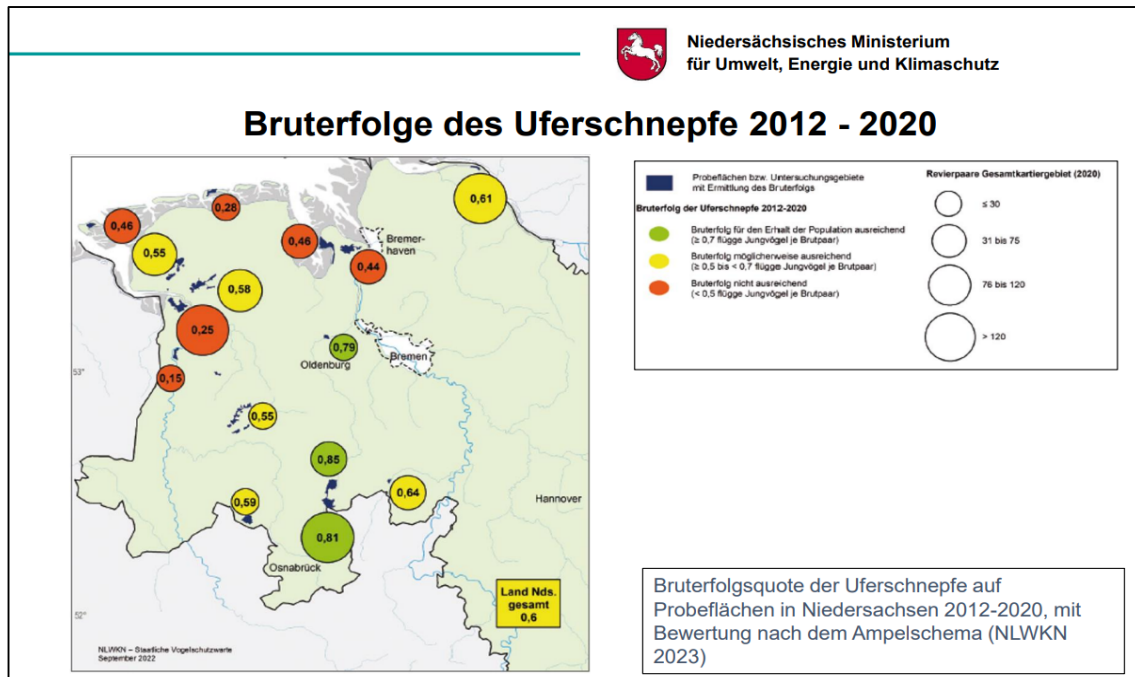 Niedersächsisches Ministerium
für Umwelt, Energie und Klimaschutz
Bruterfolge des Uferschnepfe 2012 - 2020
0,61
0,28
0,46
0,46
Bremer-
haven
0,55
0,44
0,58
0,25
0,79
Bremen
Oldenburg
53°
0,15
0,55
0,85
0,64
0,59
Hannover
0,81
Osnabrück
Land Nds.
gesamt
0,6
52°
NLWKN – Staatliche Vogelschutzwarte
September 2022
Probeflächen bzw. Untersuchungsgebiete
mit Ermittlung des Bruterfolgs
Bruterfolg der Uferschnepfe 2012-2020
Bruterfolg für den Erhalt der Population ausreichend
(≥ 0,7 flügge Jungvögel je Brutpaar)
Bruterfolg möglicherweise ausreichend
(≥ 0,5 bis < 0,7 flügge Jungvögel je Brutpaar)
Bruterfolg nicht ausreichend
(< 0,5 flügge Jungvögel je Brutpaar)
Revierpaare Gesamtkartiergebiet (2020)
≤ 30
31 bis 75
76 bis 120
> 120
Bruterfolgsquote der Uferschnepfe auf
Probeflächen in Niedersachsen 2012-2020, mit
Bewertung nach dem Ampelschema (NLWKN
2023)